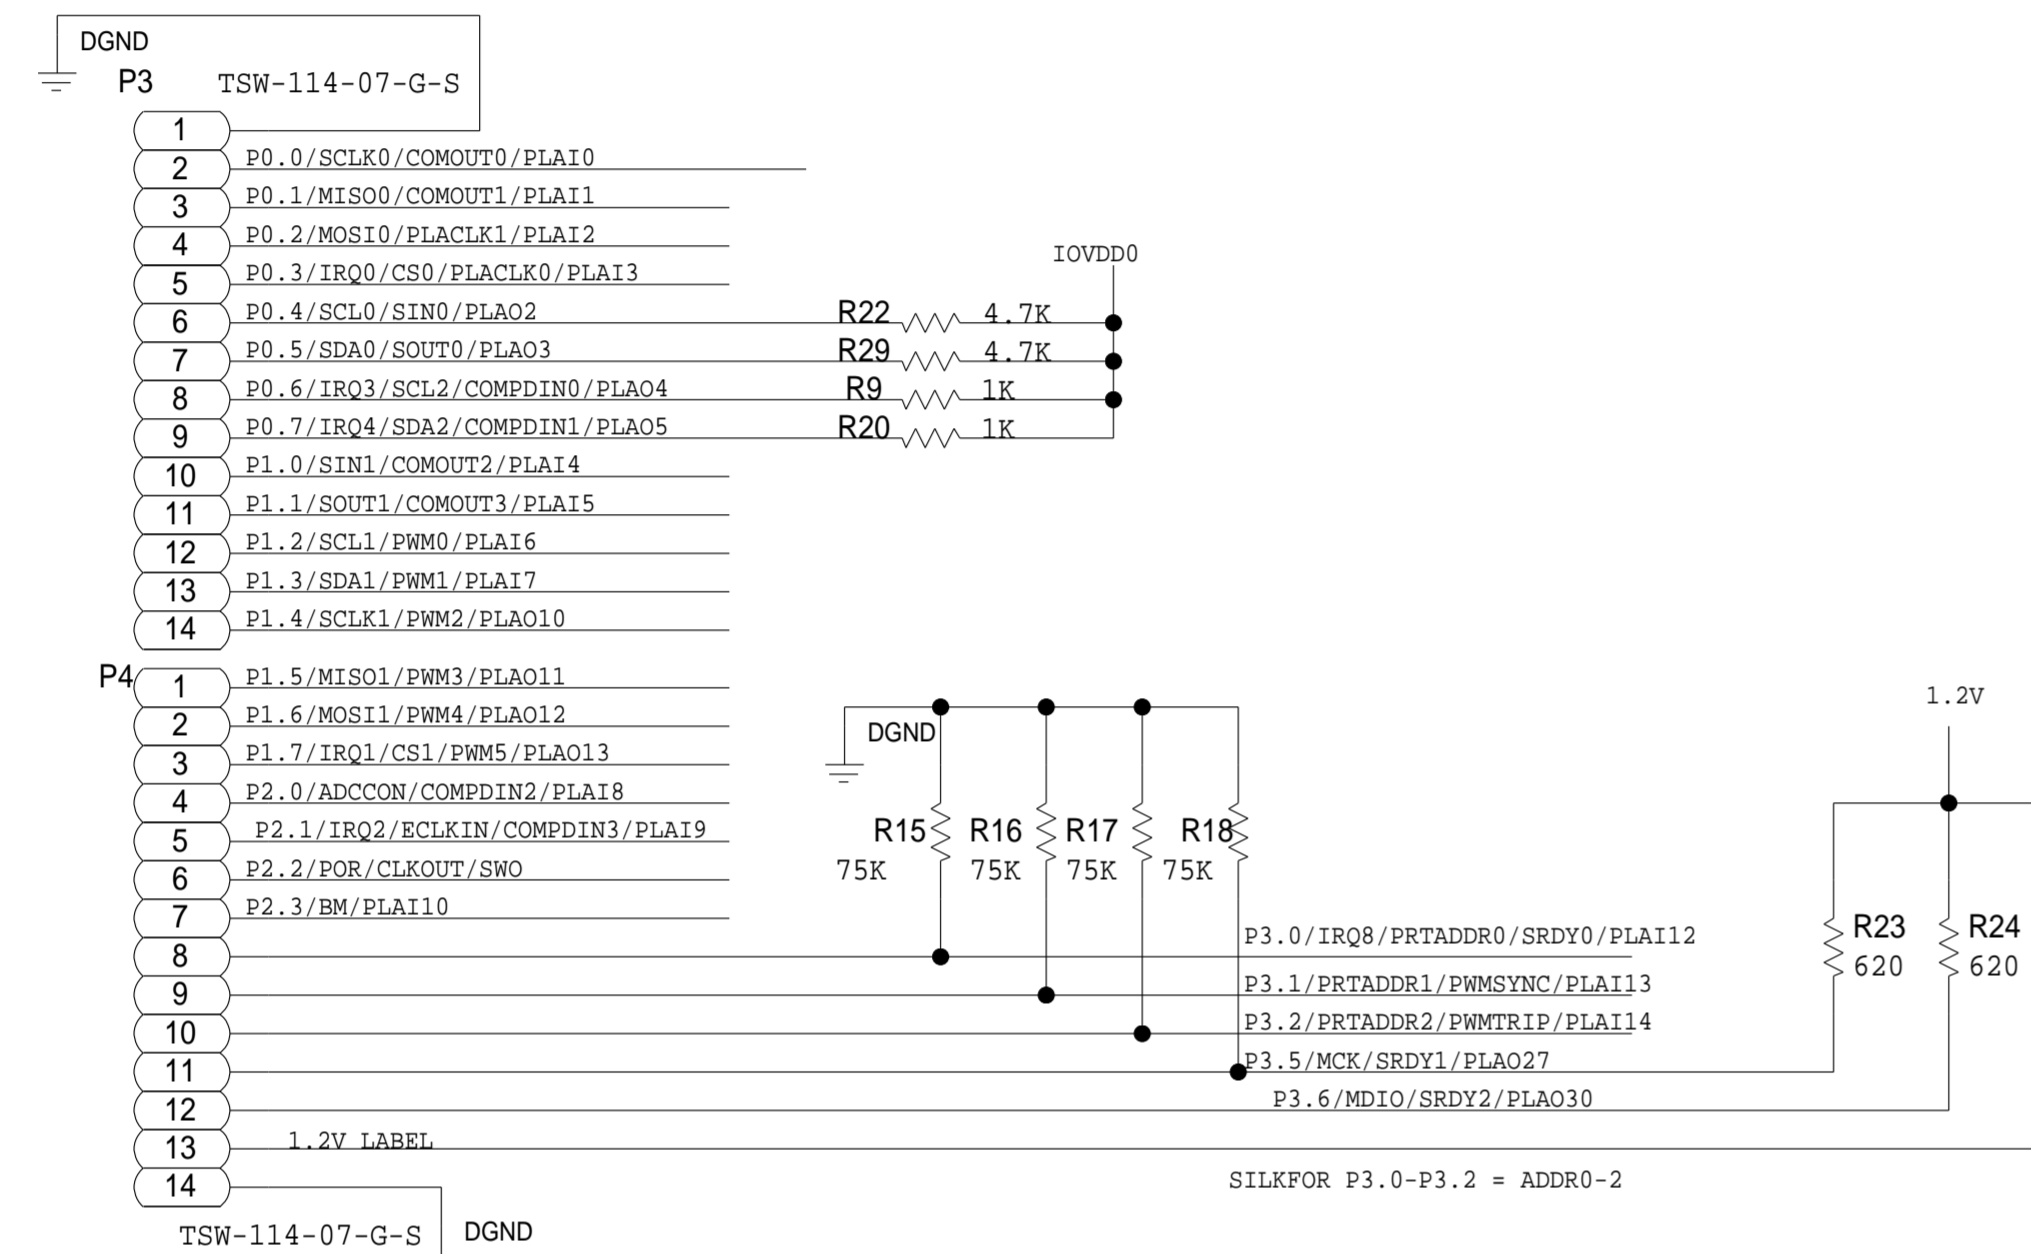 DGND
P3 TSW-114-07-G-S
1
2 P0.0/SCLK0/COMOUT0/PLAI0
3 P0.1/MISO0/COMOUT1/PLAI1
4 P0.2/MOSI0/PLACLK1/PLAI2
5 P0.3/IRQ0/CS0/PLACLK0/PLAI3
IOVDD0
6 P0.4/SCL0/SIN0/PLAO2 R22 4.7K
7 P0.5/SDA0/SOUT0/PLAO3 R29 4.7K
8 P0.6/IRQ3/SCL2/COMPDIN0/PLAO4 R9 1K
9 P0.7/IRQ4/SDA2/COMPDIN1/PLAO5 R20 1K
10 P1.0/SIN1/COMOUT2/PLAI4
11 P1.1/SOUT1/COMOUT3/PLAI5
12 P1.2/SCL1/PWM0/PLAI6
13 P1.3/SDA1/PWM1/PLAI7
14 P1.4/SCLK1/PWM2/PLAO10
P4
1 P1.5/MISO1/PWM3/PLAO11
2 P1.6/MOSI1/PWM4/PLAO12
3 P1.7/IRQ1/CS1/PWM5/PLAO13
4 P2.0/ADCCON/COMPDIN2/PLAI8
5 P2.1/IRQ2/ECLKIN/COMPDIN3/PLAI9
6 P2.2/POR/CLKOUT/SWO
7 P2.3/BM/PLAI10
DGND
1.2V
R15 R16 R17 R18
75K 75K 75K 75K
R23 R24
620 620
8 P3.0/IRQ8/PRTADDR0/SRDY0/PLAI12
9 P3.1/PRTADDR1/PWMSYNC/PLAI13
10 P3.2/PRTADDR2/PWMTRIP/PLAI14
11 P3.5/MCK/SRDY1/PLAO27
12 P3.6/MDIO/SRDY2/PLAO30
13 1.2V LABEL
14
SILKFOR P3.0-P3.2 = ADDR0-2
TSW-114-07-G-S DGND